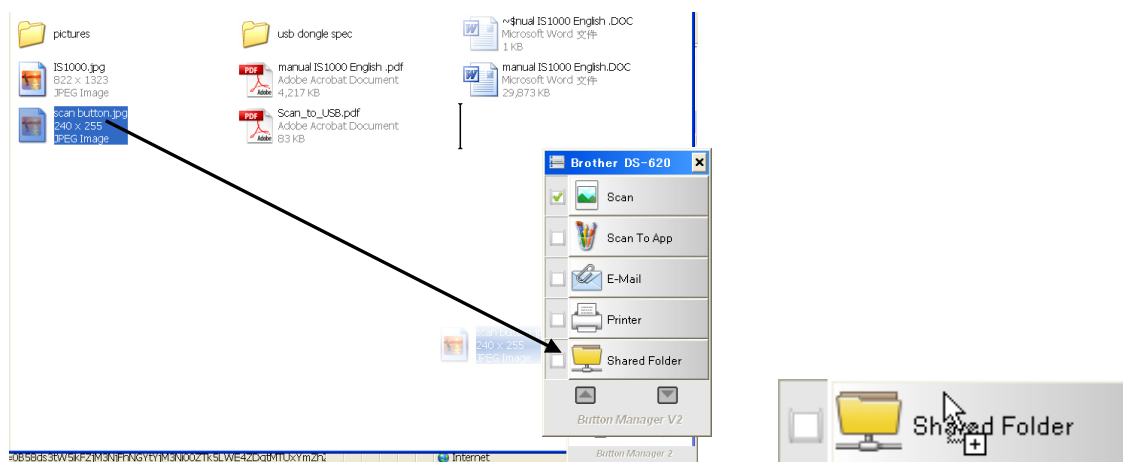 pictures
usb dongle spec
~$nual IS1000 English .DOC
Microsoft Word 文件
1 KB
IS1000.jpg
822 x 1323
JPEG Image
manual IS1000 English .pdf
Adobe Acrobat Document
4,217 KB
manual IS1000 English.DOC
Microsoft Word 文件
29,873 KB
scan button.jpg
240 x 255
JPEG Image
Scan_to_USB.pdf
Adobe Acrobat Document
83 KB
Brother DS-620
Scan
Scan To App
E-Mail
Printer
240 x 255
JPEG Image
Shared Folder
Button Manager V2
Shared Folder
Internet
Button Manager 2